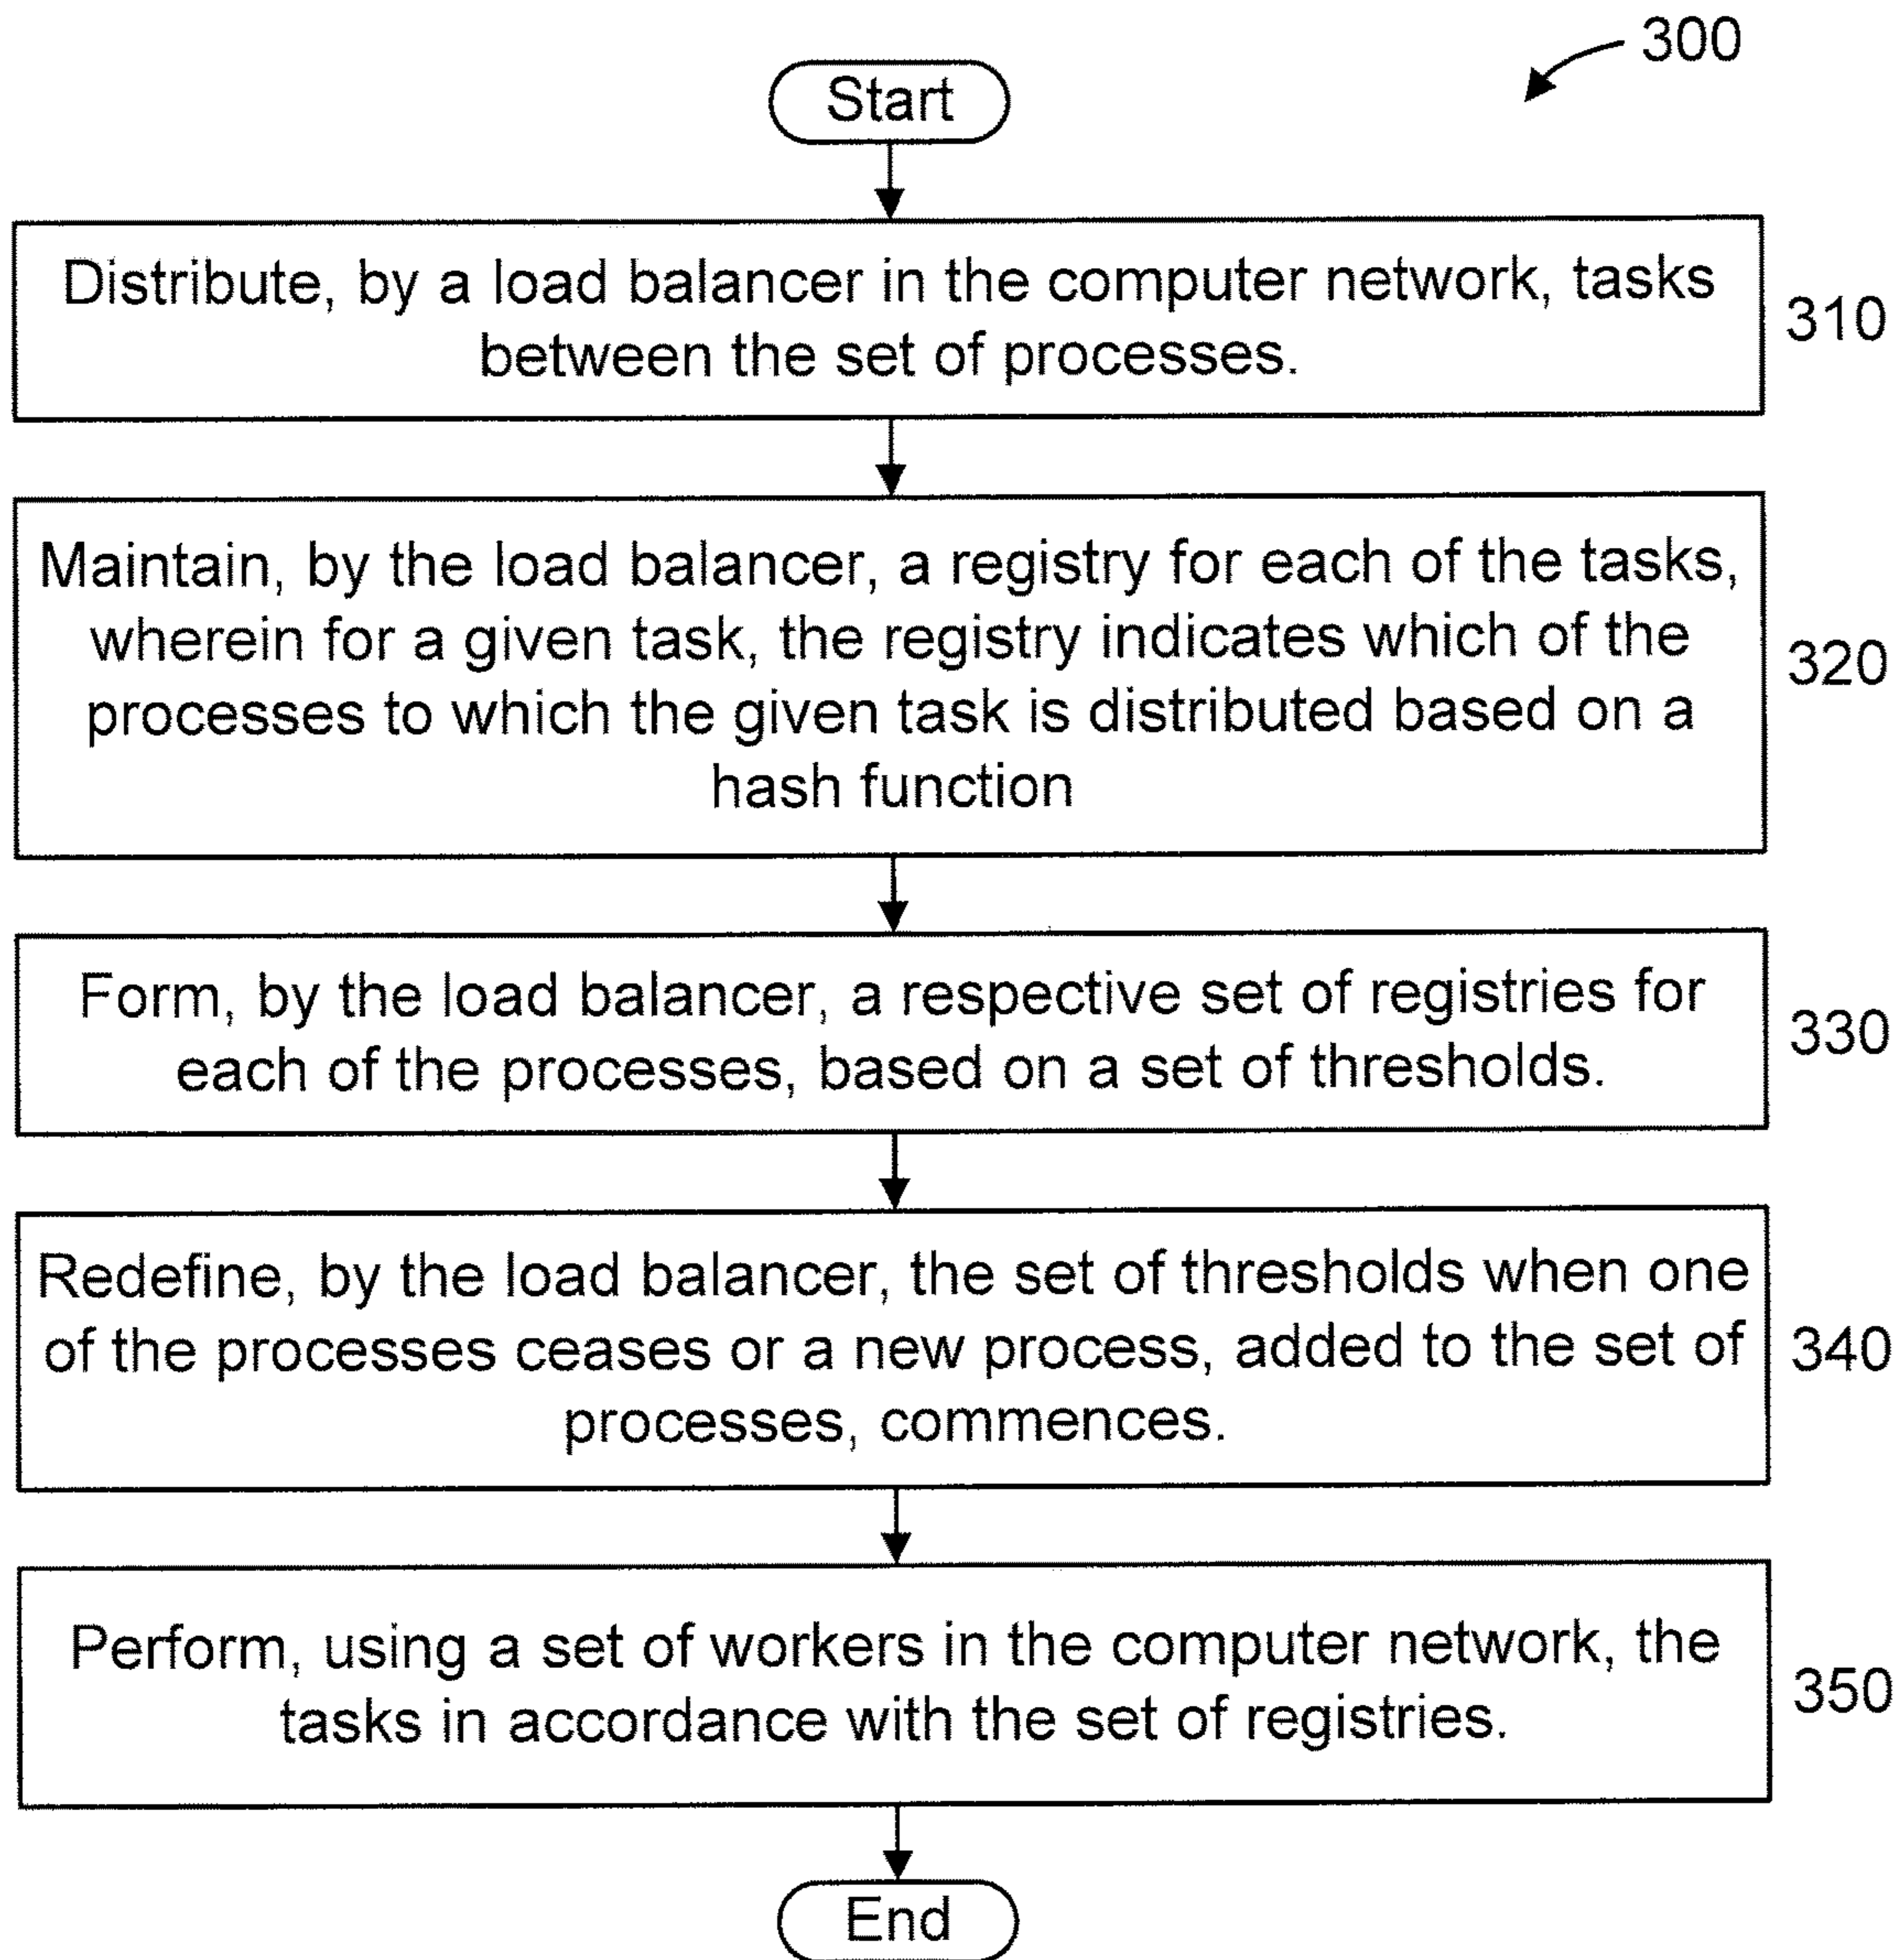 300
Start
Distribute, by a load balancer in the computer network, tasks
between the set of processes.
310
Maintain, by the load balancer, a registry for each of the tasks,
wherein for a given task, the registry indicates which of the
processes to which the given task is distributed based on a
hash function
320
Form, by the load balancer, a respective set of registries for
each of the processes, based on a set of thresholds.
330
Redefine, by the load balancer, the set of thresholds when one
of the processes ceases or a new process, added to the set of
processes, commences.
340
Perform, using a set of workers in the computer network, the
tasks in accordance with the set of registries.
350
End